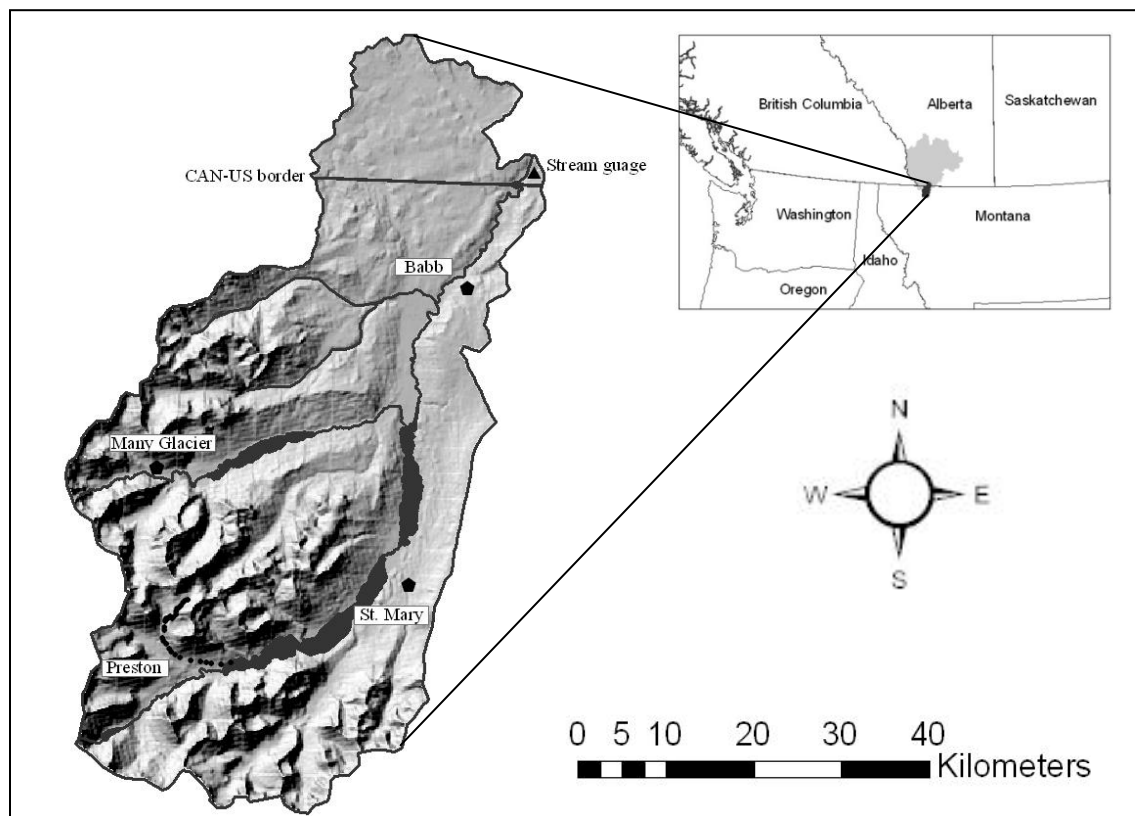 CAN-US border
Stream guage
Babb
Many Glacier
St. Mary
Preston
British Columbia
Alberta
Saskatchewan
Washington
Montana
Idaho
Oregon
N
W
E
S
0 5 10 20 30 40
Kilometers